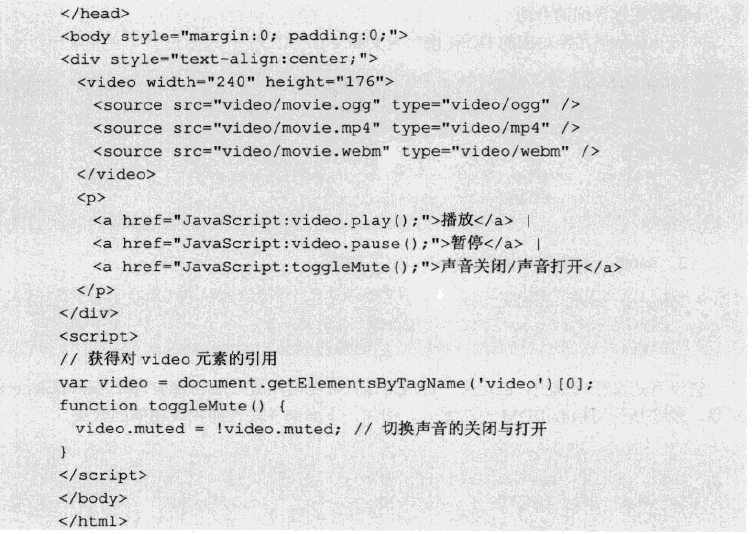 </head>
<body style="margin:0; padding:0;">
<div style="text-align:center;">
<video width="240" height="176">
<source src="video/movie.ogg" type="video/ogg" />
<source src="video/movie.mp4" type="video/mp4" />
<source src="video/movie.webm" type="video/webm" />
</video>
<p>
<a href="JavaScript:video.play();">播放</a> |
<a href="JavaScript:video.pause();">暂停</a> |
<a href="JavaScript:toggleMute();">声音关闭/声音打开</a>
</p>
</div>
<script>
// 获得对 video 元素的引用
var video = document.getElementsByTagName('video')[0];
function toggleMute() {
video.muted = !video.muted; // 切换声音的关闭与打开
}
</script>
</body>
</html>